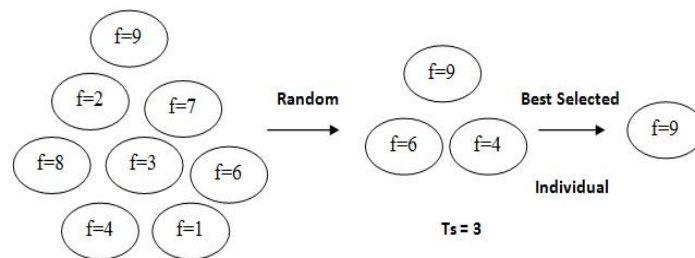 f=9
f=2
f=7
f=8
f=3
f=6
f=4
f=1
Random
f=9
f=6
f=4
Ts = 3
Best Selected
Individual
f=9